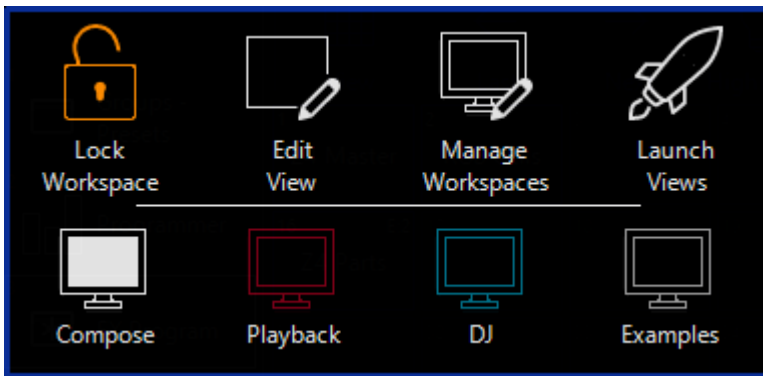 Lock Workspace
Edit View
Manage Workspaces
Launch Views
Compose
Playback
DJ
Examples